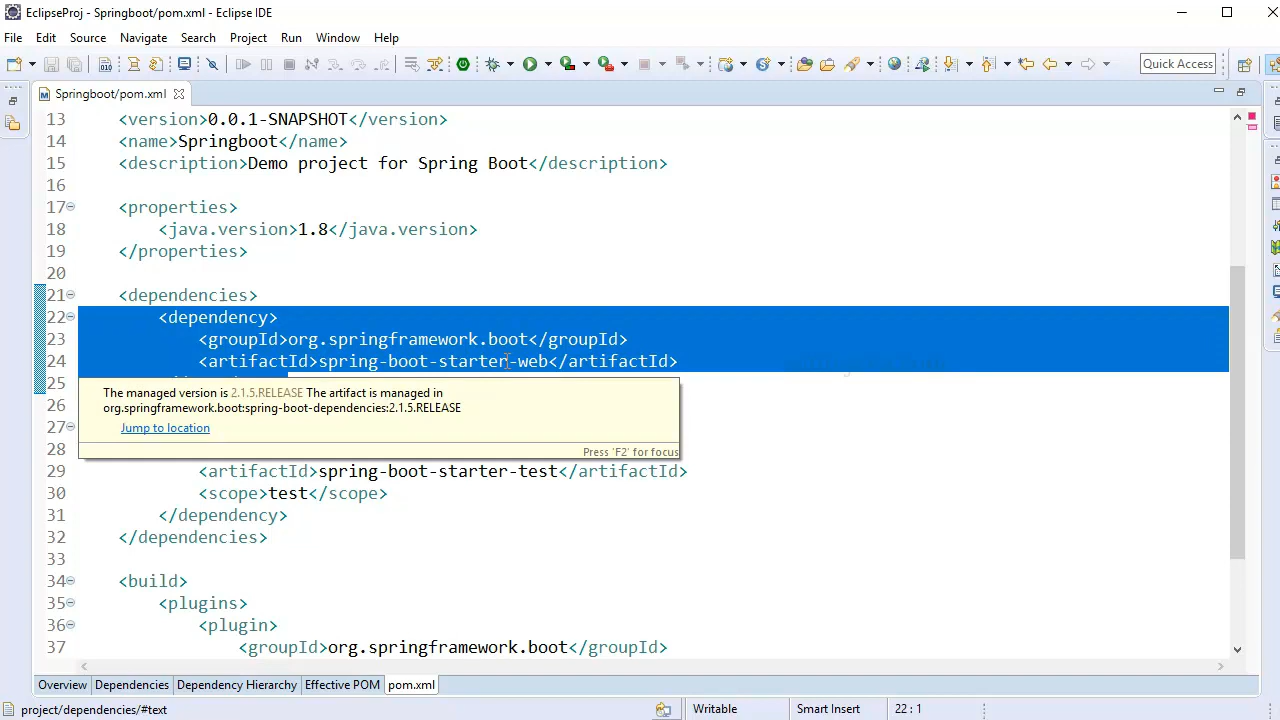 EclipseProj - Springboot/pom.xml - Eclipse IDE
File Edit Source Navigate Search Project Run Window Help
Quick Access
Springboot/pom.xml
13 <version>0.0.1-SNAPSHOT</version>
14 <name>Springboot</name>
15 <description>Demo project for Spring Boot</description>
16
17 <properties>
18 <java.version>1.8</java.version>
19 </properties>
20
21 <dependencies>
22 <dependency>
23 <groupId>org.springframework.boot</groupId>
24 <artifactId>spring-boot-starter-web</artifactId>
25
The managed version is 2.1.5.RELEASE The artifact is managed in
26
org.springframework.boot:spring-boot-dependencies:2.1.5.RELEASE
27
Jump to location
28
Press 'F2' for focus
29 <artifactId>spring-boot-starter-test</artifactId>
30 <scope>test</scope>
31 </dependency>
32 </dependencies>
33
34 <build>
35 <plugins>
36 <plugin>
37 <groupId>org.springframework.boot</groupId>
Overview Dependencies Dependency Hierarchy Effective POM pom.xml
project/dependencies/#text Writable Smart Insert 22 : 1